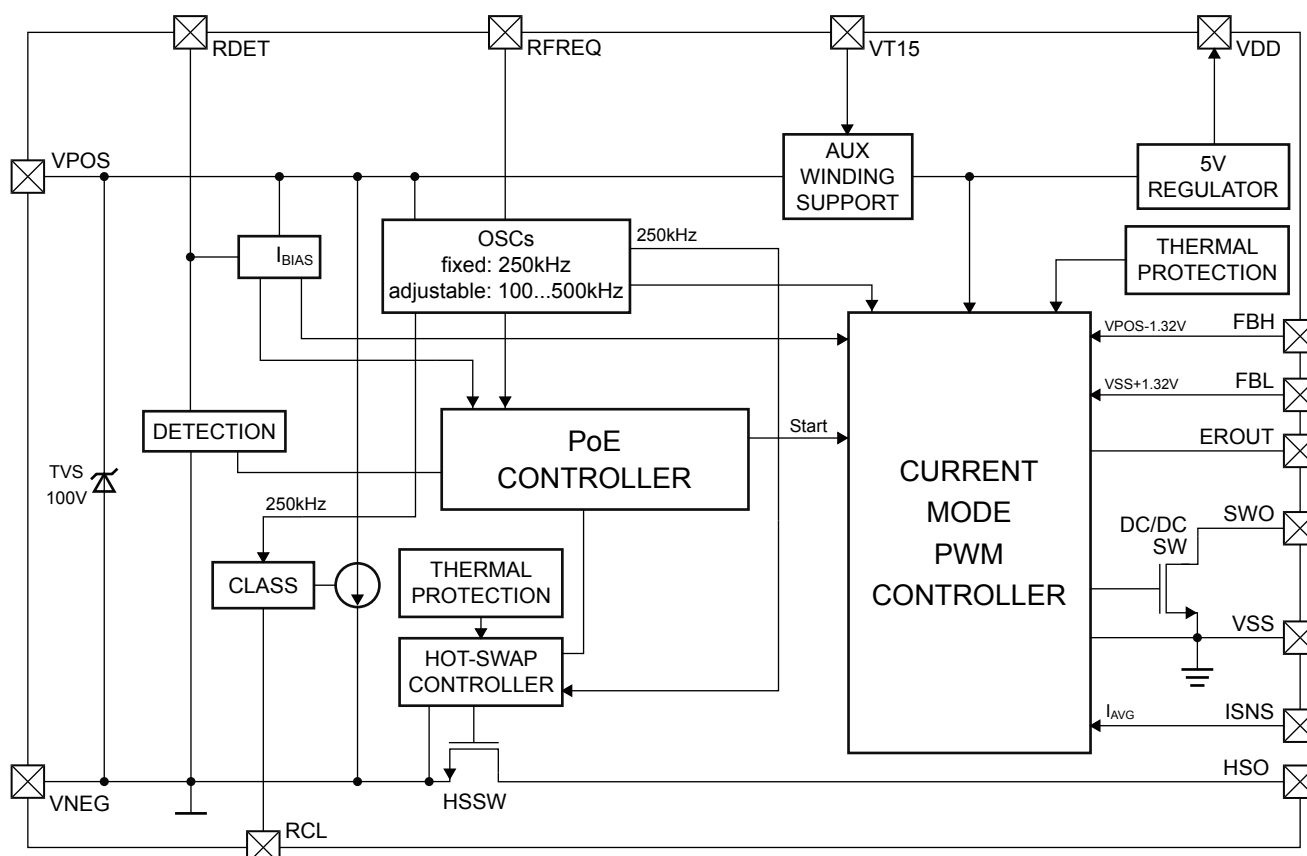 RDET
RFREQ
VT15
VDD
VPOS
AUX
WINDING
SUPPORT
5V
REGULATOR
IBIAS
OSCs
fixed: 250kHz
adjustable: 100...500kHz
250kHz
THERMAL
PROTECTION
VPOS-1.32V
FBH
VSS+1.32V
FBL
DETECTION
PoE
CONTROLLER
Start
EROUT
CURRENT
MODE
PWM
CONTROLLER
TVS
100V
250kHz
DC/DC
SW
SWO
CLASS
THERMAL
PROTECTION
HOT-SWAP
CONTROLLER
VSS
IAVG
ISNS
HSO
VNEG
HSSW
RCL